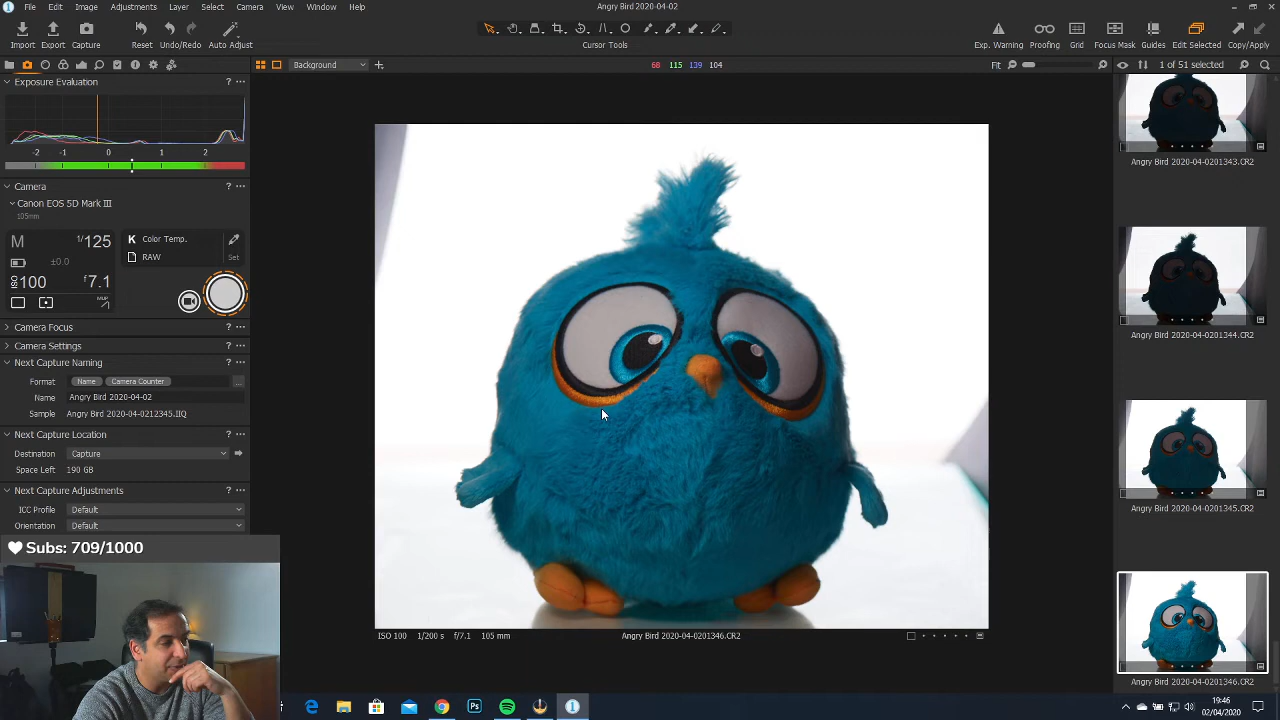 File Edit Image Adjustments Layer Select Camera View Window Help
Angry Bird 2020-04-02
Import Export Capture Reset Undo/Redo Auto Adjust
Cursor Tools
Exp. Warning Proofing Grid Focus Mask Guides Edit Selected Copy/Apply
Background
68 115 139 104
Fit
1 of 51 selected
Exposure Evaluation
-2 -1 0 1 2
Camera
Canon EOS 5D Mark III
105mm
M 1/125
±0.0
ISO 100 f 7.1
MUP
K Color Temp.
RAW
Set
Camera Focus
Camera Settings
Next Capture Naming
Format Name Camera Counter ...
Name Angry Bird 2020-04-02
Sample Angry Bird 2020-04-0212345.IIQ
Next Capture Location
Destination Capture
Space Left 190 GB
Next Capture Adjustments
ICC Profile Default
Orientation Default
Subs: 709/1000
ISO 100 1/200 s f/7.1 105 mm
Angry Bird 2020-04-0201346.CR2
Angry Bird 2020-04-0201343.CR2
Angry Bird 2020-04-0201344.CR2
Angry Bird 2020-04-0201345.CR2
Angry Bird 2020-04-0201346.CR2
19:46
02/04/2020